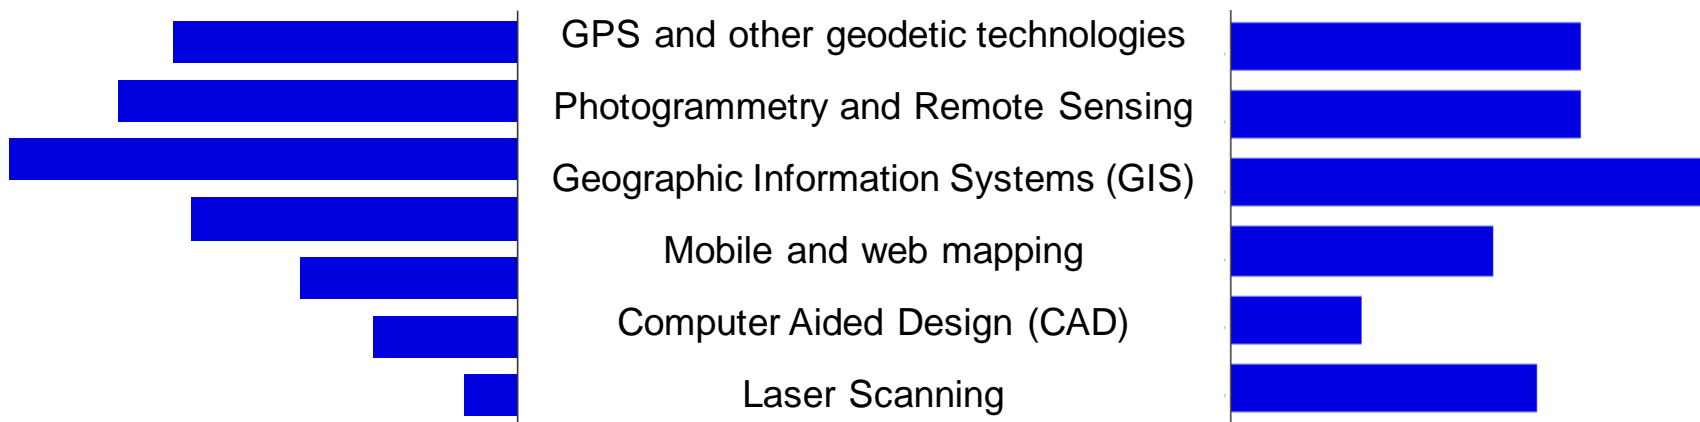 GPS and other geodetic technologies
Photogrammetry and Remote Sensing
Geographic Information Systems (GIS)
Mobile and web mapping
Computer Aided Design (CAD)
Laser Scanning